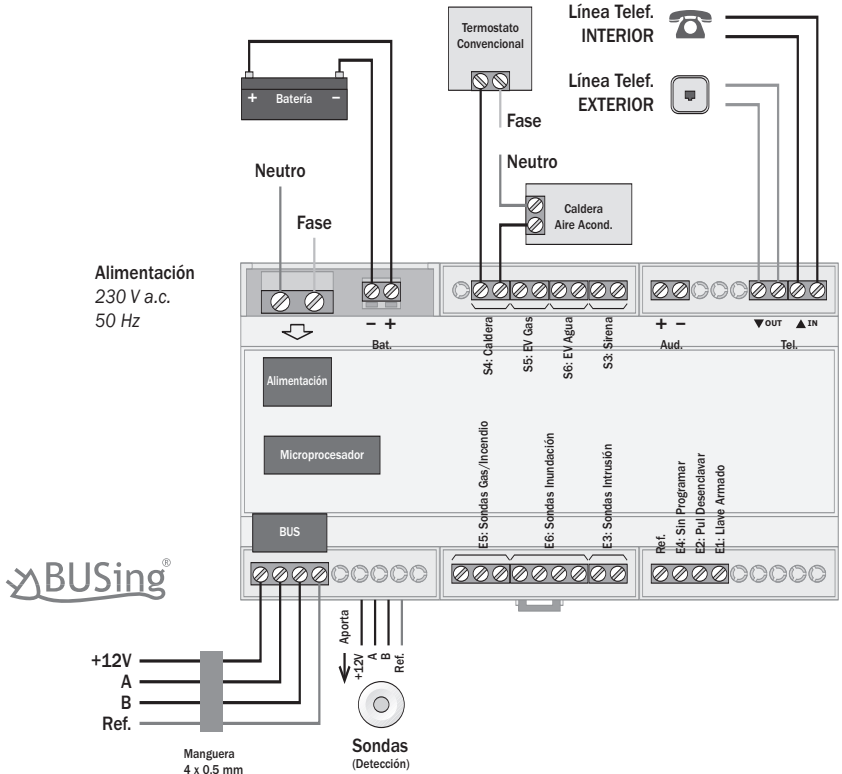 Termostato
Convencional
Línea Telef.
INTERIOR
Línea Telef.
EXTERIOR
+ Batería −
Fase
Neutro
Caldera
Aire Acond.
Neutro
Fase
Alimentación
230 V a.c.
50 Hz
− +
Bat.
S4: Caldera
S5: EV Gas
S6: EV Agua
S3: Sirena
+ −
Aud.
▼OUT ▲IN
Tel.
Alimentación
Microprocesador
BUS
E5: Sondas Gas/Incendio
E6: Sondas Inundación
E3: Sondas Intrusión
Ref.
E4: Sin Programar
E2: Pul Desenclavar
E1: Llave Armado
BUSing®
+12V
A
B
Ref.
Manguera
4 x 0.5 mm
Aporta
+12V
A
B
Ref.
Sondas
(Detección)